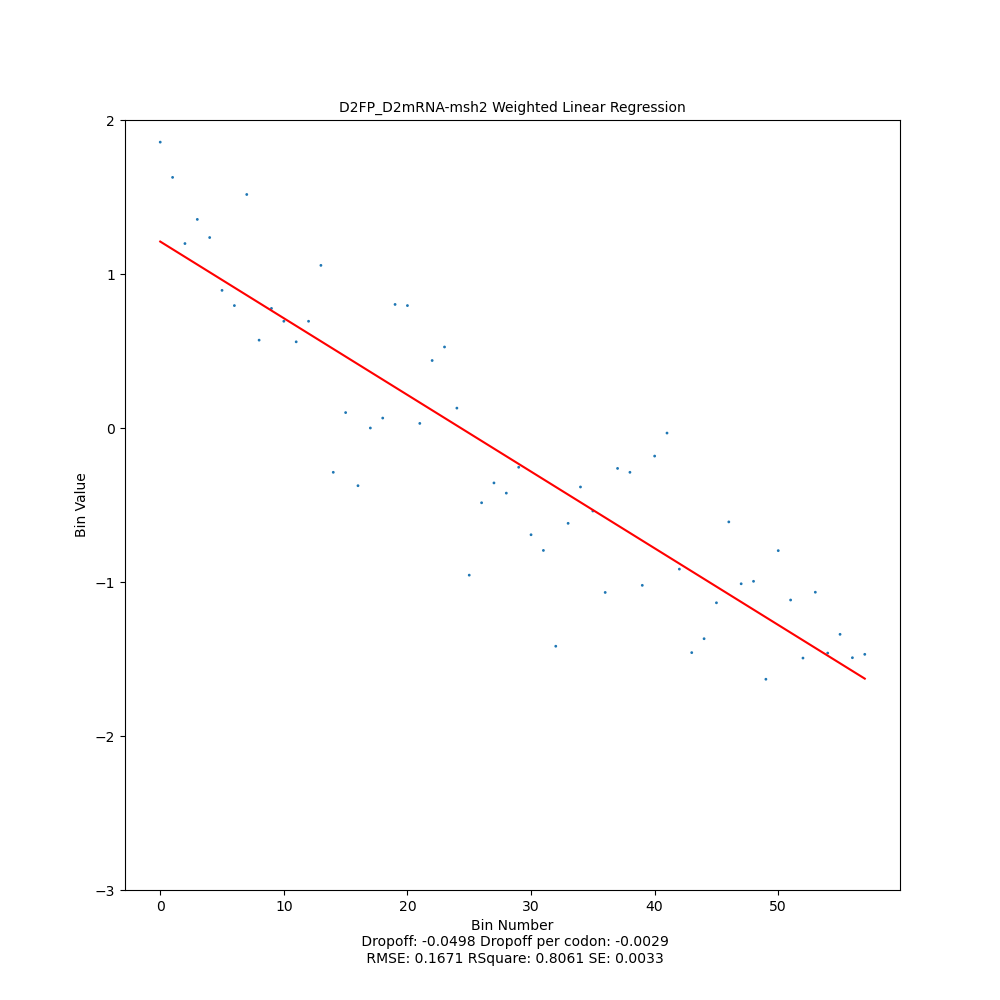 D2FP_D2mRNA-msh2 Weighted Linear Regression
2
1
0
−1
−2
−3
Bin Value
0 10 20 30 40 50
Bin Number
Dropoff: -0.0498 Dropoff per codon: -0.0029
RMSE: 0.1671 RSquare: 0.8061 SE: 0.0033